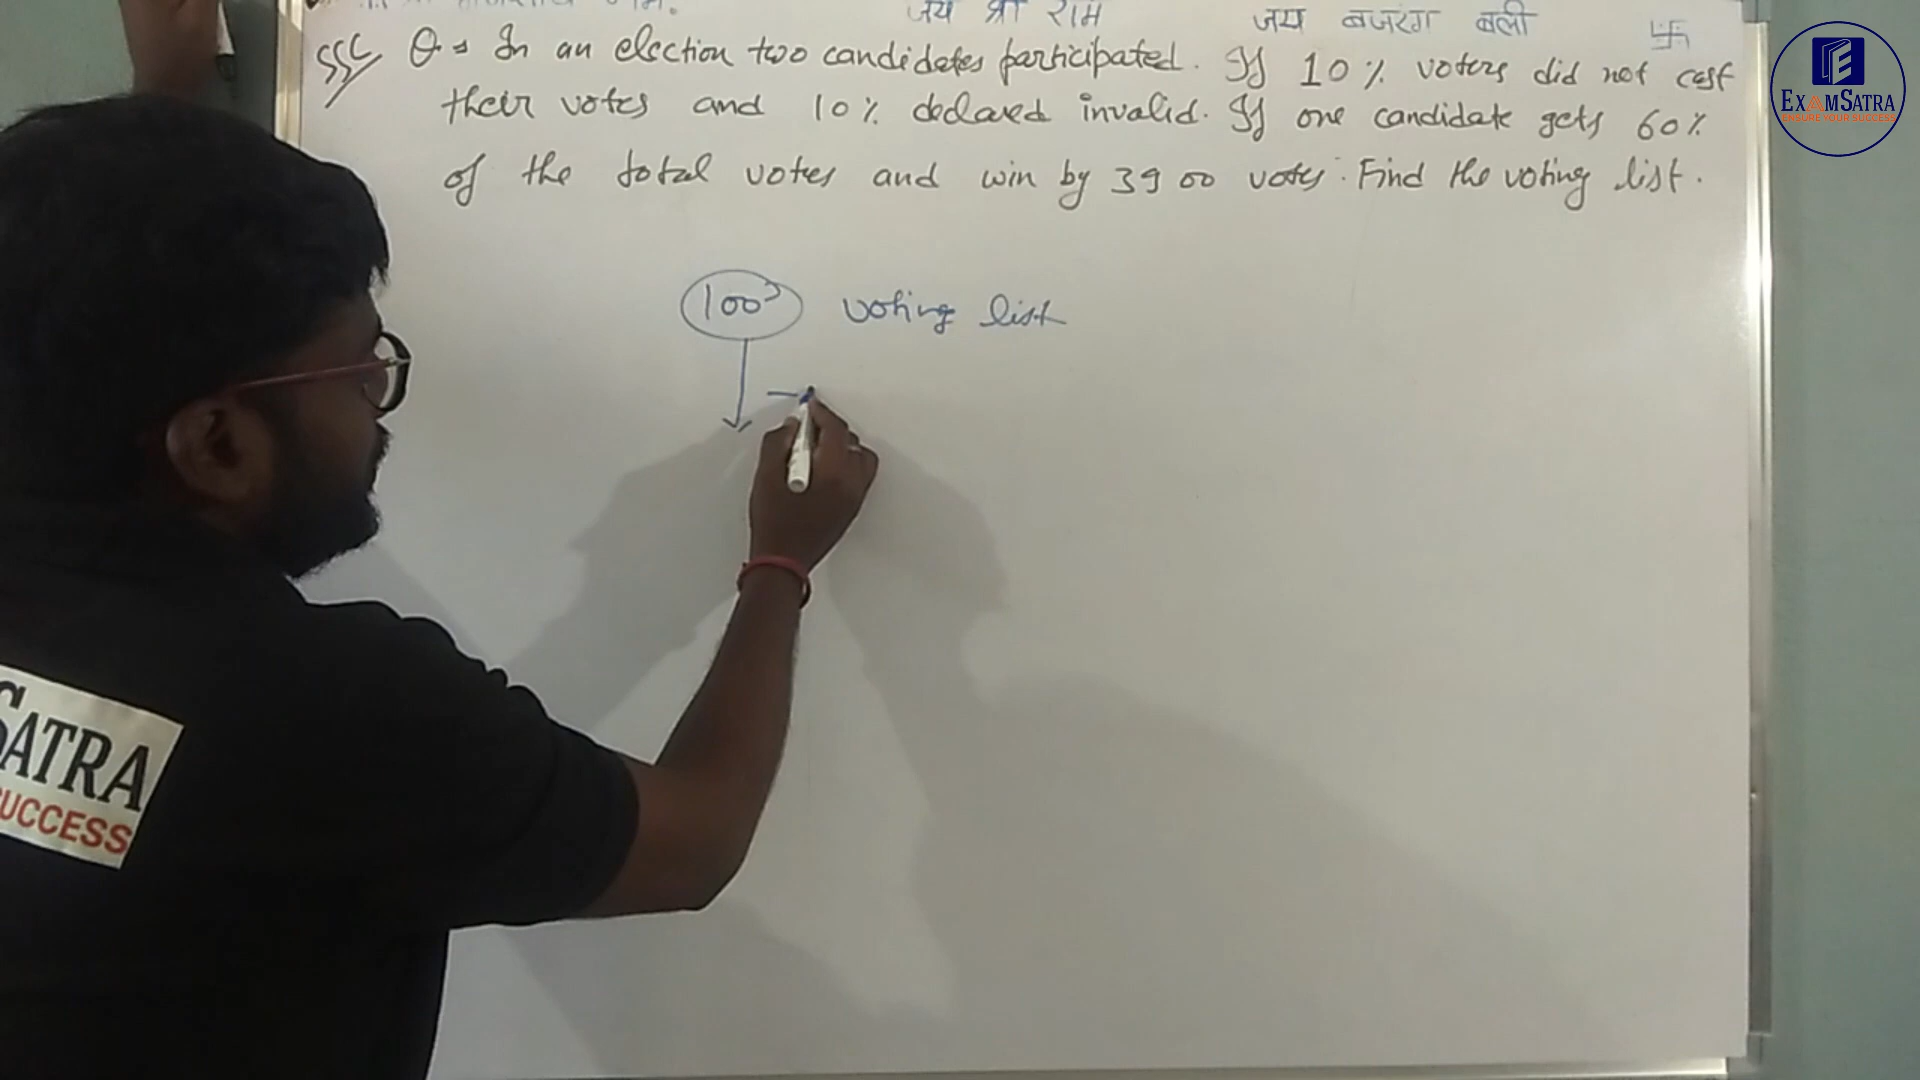 जय श्री राम
जय बजरंग बली
SSC Q. In an election two candidates participated. If 10% voters did not cast
their votes and 10% declared invalid. If one candidate gets 60%
of the total votes and win by 3900 votes. Find the voting list.
EXAMSATRA
ENSURE YOUR SUCCESS
100 voting list
SATRA
SUCCESS